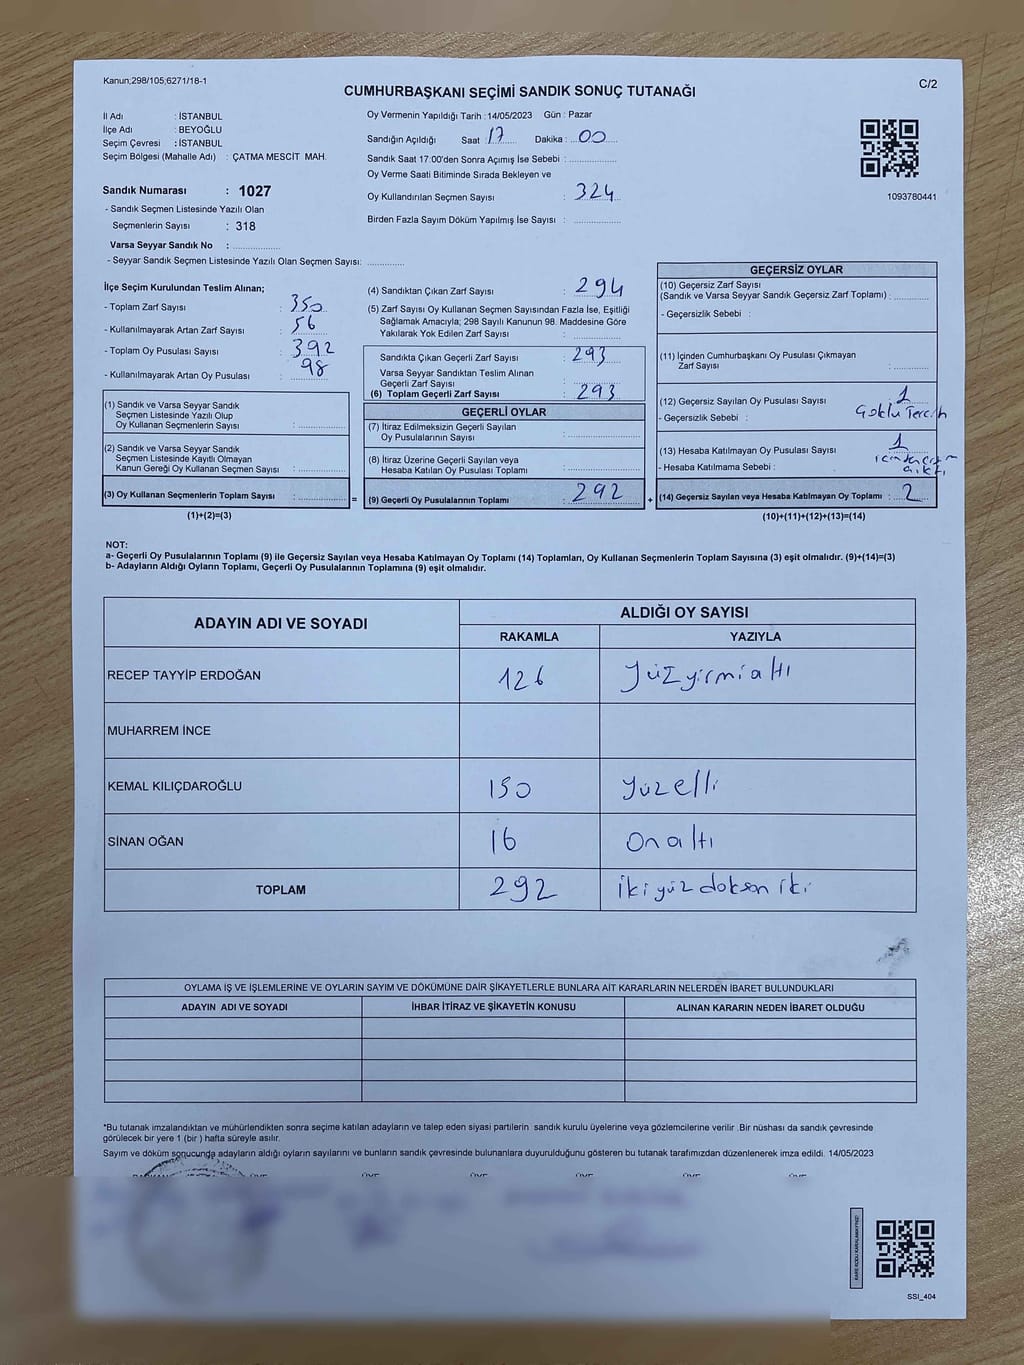 Kanun;298/105;6271/18-1
C/2
CUMHURBAŞKANI SEÇİMİ SANDIK SONUÇ TUTANAĞI
İl Adı : İSTANBUL
İlçe Adı : BEYOĞLU
Seçim Çevresi : İSTANBUL
Seçim Bölgesi (Mahalle Adı) : ÇATMA MESCİT MAH.
Sandık Numarası : 1027
- Sandık Seçmen Listesinde Yazılı Olan
Seçmenlerin Sayısı : 318
Varsa Seyyar Sandık No :
- Seyyar Sandık Seçmen Listesinde Yazılı Olan Seçmen Sayısı:
Oy Vermenin Yapıldığı Tarih :14/05/2023 Gün : Pazar
Sandığın Açıldığı Saat 17 Dakika : 00
Sandık Saat 17:00'den Sonra Açımış İse Sebebi :
Oy Verme Saati Bitiminde Sırada Bekleyen ve
Oy Kullandırılan Seçmen Sayısı : 324
Birden Fazla Sayım Döküm Yapılmış İse Sayısı :
1093780441
İlçe Seçim Kurulundan Teslim Alınan;
- Toplam Zarf Sayısı : 350
- Kullanılmayarak Artan Zarf Sayısı : 56
- Toplam Oy Pusulası Sayısı : 392
- Kullanılmayarak Artan Oy Pusulası : 98
(1) Sandık ve Varsa Seyyar Sandık
Seçmen Listesinde Yazılı Olup
Oy Kullanan Seçmenlerin Sayısı :
(2) Sandık ve Varsa Seyyar Sandık
Seçmen Listesinde Kayıtlı Olmayan
Kanun Gereği Oy Kullanan Seçmen Sayısı :
(3) Oy Kullanan Seçmenlerin Toplam Sayısı :
(1)+(2)=(3)
(4) Sandıktan Çıkan Zarf Sayısı : 294
(5) Zarf Sayısı Oy Kullanan Seçmen Sayısından Fazla İse, Eşitliği
Sağlamak Amacıyla; 298 Sayılı Kanunun 98. Maddesine Göre
Yakılarak Yok Edilen Zarf Sayısı :
Sandıkta Çıkan Geçerli Zarf Sayısı : 293
Varsa Seyyar Sandıktan Teslim Alınan
Geçerli Zarf Sayısı :
(6) Toplam Geçerli Zarf Sayısı : 293
GEÇERLİ OYLAR
(7) İtiraz Edilmeksizin Geçerli Sayılan
Oy Pusulalarının Sayısı :
(8) İtiraz Üzerine Geçerli Sayılan veya
Hesaba Katılan Oy Pusulası Toplamı :
= (9) Geçerli Oy Pusulalarının Toplamı : 292 +
GEÇERSİZ OYLAR
(10) Geçersiz Zarf Sayısı
(Sandık ve Varsa Seyyar Sandık Geçersiz Zarf Toplamı) :
- Geçersizlik Sebebi :
(11) İçinden Cumhurbaşkanı Oy Pusulası Çıkmayan
Zarf Sayısı :
(12) Geçersiz Sayılan Oy Pusulası Sayısı : 1
- Geçersizlik Sebebi : Çoklu Tercih
(13) Hesaba Katılmayan Oy Pusulası Sayısı : 1
- Hesaba Katılmama Sebebi :
çıktı
(14) Geçersiz Sayılan veya Hesaba Katılmayan Oy Toplamı : 2
(10)+(11)+(12)+(13)=(14)
NOT:
a- Geçerli Oy Pusulalarının Toplamı (9) ile Geçersiz Sayılan veya Hesaba Katılmayan Oy Toplamı (14) Toplamları, Oy Kullanan Seçmenlerin Toplam Sayısına (3) eşit olmalıdır. (9)+(14)=(3)
b- Adayların Aldığı Oyların Toplamı, Geçerli Oy Pusulalarının Toplamına (9) eşit olmalıdır.
ADAYIN ADI VE SOYADI
ALDIĞI OY SAYISI
RAKAMLA YAZIYLA
RECEP TAYYİP ERDOĞAN 126 Yüzyirmialtı
MUHARREM İNCE
KEMAL KILIÇDAROĞLU 150 Yüzelli
SİNAN OĞAN 16 Onaltı
TOPLAM 292 İkiyüzdoksaniki
OYLAMA İŞ VE İŞLEMLERİNE VE OYLARIN SAYIM VE DÖKÜMÜNE DAİR ŞİKAYETLERLE BUNLARA AİT KARARLARIN NELERDEN İBARET BULUNDUKLARI
ADAYIN ADI VE SOYADI İHBAR İTİRAZ VE ŞİKAYETİN KONUSU ALINAN KARARIN NEDEN İBARET OLDUĞU
*Bu tutanak imzalandıktan ve mühürlendikten sonra seçime katılan adayların ve talep eden siyasi partilerin sandık kurulu üyelerine veya gözlemcilerine verilir .Bir nüshası da sandık çevresinde
görülecek bir yere 1 (bir ) hafta süreyle asılır.
Sayım ve döküm sonucunda adayların aldığı oyların sayılarını ve bunların sandık çevresinde bulunanlara duyurulduğunu gösteren bu tutanak tarafımızdan düzenlenerek imza edildi. 14/05/2023
SSI_404